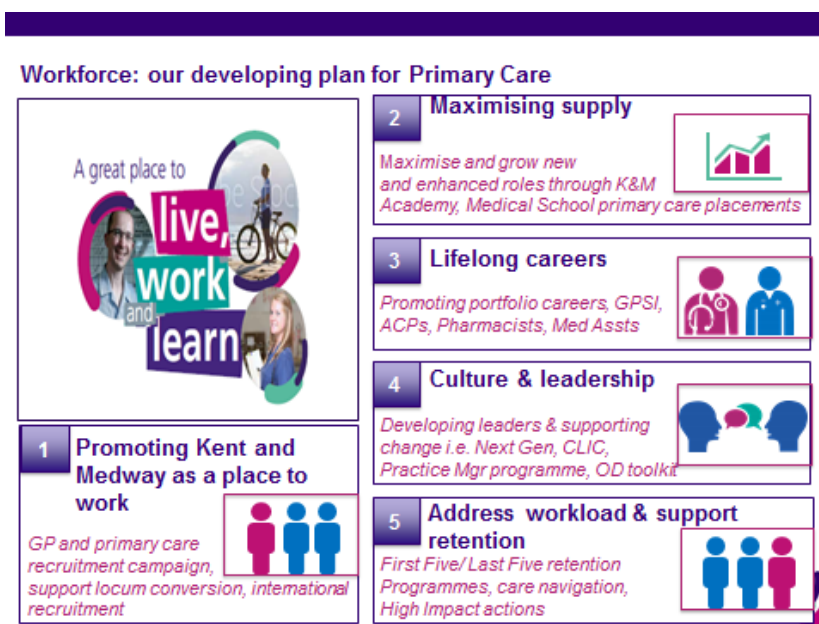 Workforce: our developing plan for Primary Care
A great place to
live,
work
and
learn
1
Promoting Kent and
Medway as a place to
work
GP and primary care
recruitment campaign,
support locum conversion, international
recruitment
2
Maximising supply
Maximise and grow new
and enhanced roles through K&M
Academy, Medical School primary care placements
3
Lifelong careers
Promoting portfolio careers, GPSI,
ACPs, Pharmacists, Med Assts
4
Culture & leadership
Developing leaders & supporting
change i.e. Next Gen, CLIC,
Practice Mgr programme, OD toolkit
5
Address workload & support
retention
First Five/ Last Five retention
Programmes, care navigation,
High Impact actions